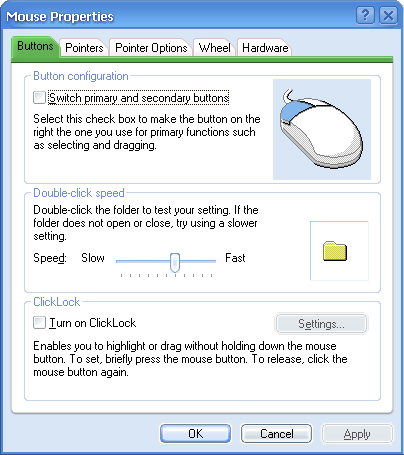 Mouse Properties
Buttons Pointers Pointer Options Wheel Hardware
Button configuration
Switch primary and secondary buttons
Select this check box to make the button on the
right the one you use for primary functions such
as selecting and dragging.
Double-click speed
Double-click the folder to test your setting. If the
folder does not open or close, try using a slower
setting.
Speed: Slow Fast
ClickLock
Turn on ClickLock Settings...
Enables you to highlight or drag without holding down the mouse
button. To set, briefly press the mouse button. To release, click the
mouse button again.
OK Cancel Apply